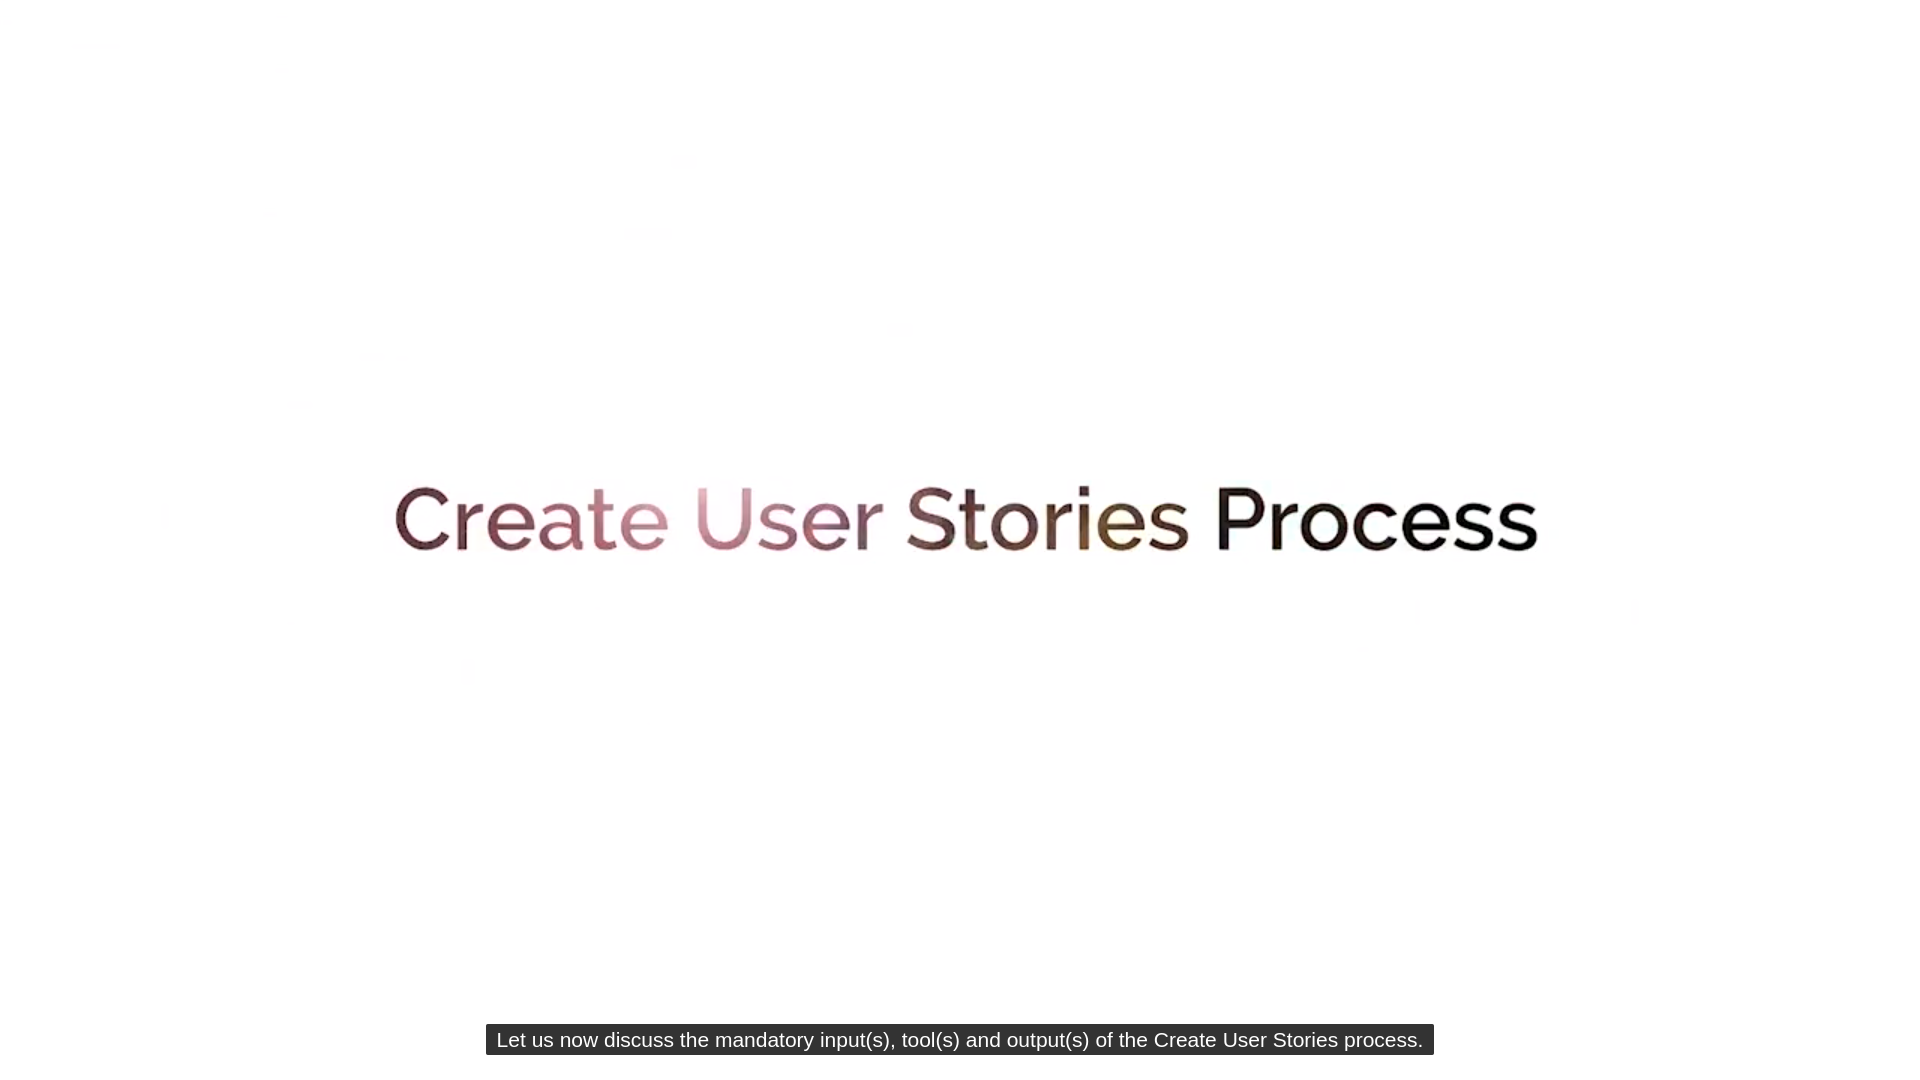 Create User Stories Process
Let us now discuss the mandatory input(s), tool(s) and output(s) of the Create User Stories process.